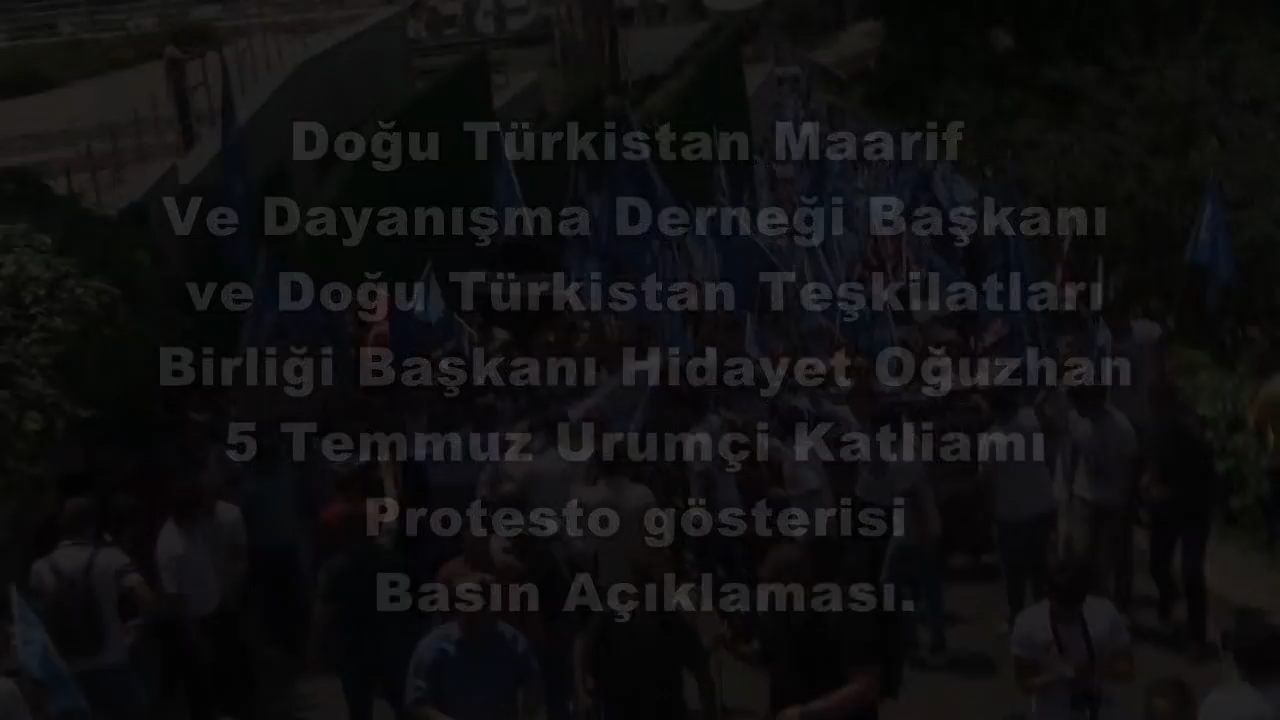 Doğu Türkistan Maarif
Ve Dayanışma Derneği Başkanı
ve Doğu Türkistan Teşkilatları
Birliği Başkanı Hidayet Oğuzhan
5 Temmuz Urumçi Katliamı
Protesto gösterisi
Basın Açıklaması.